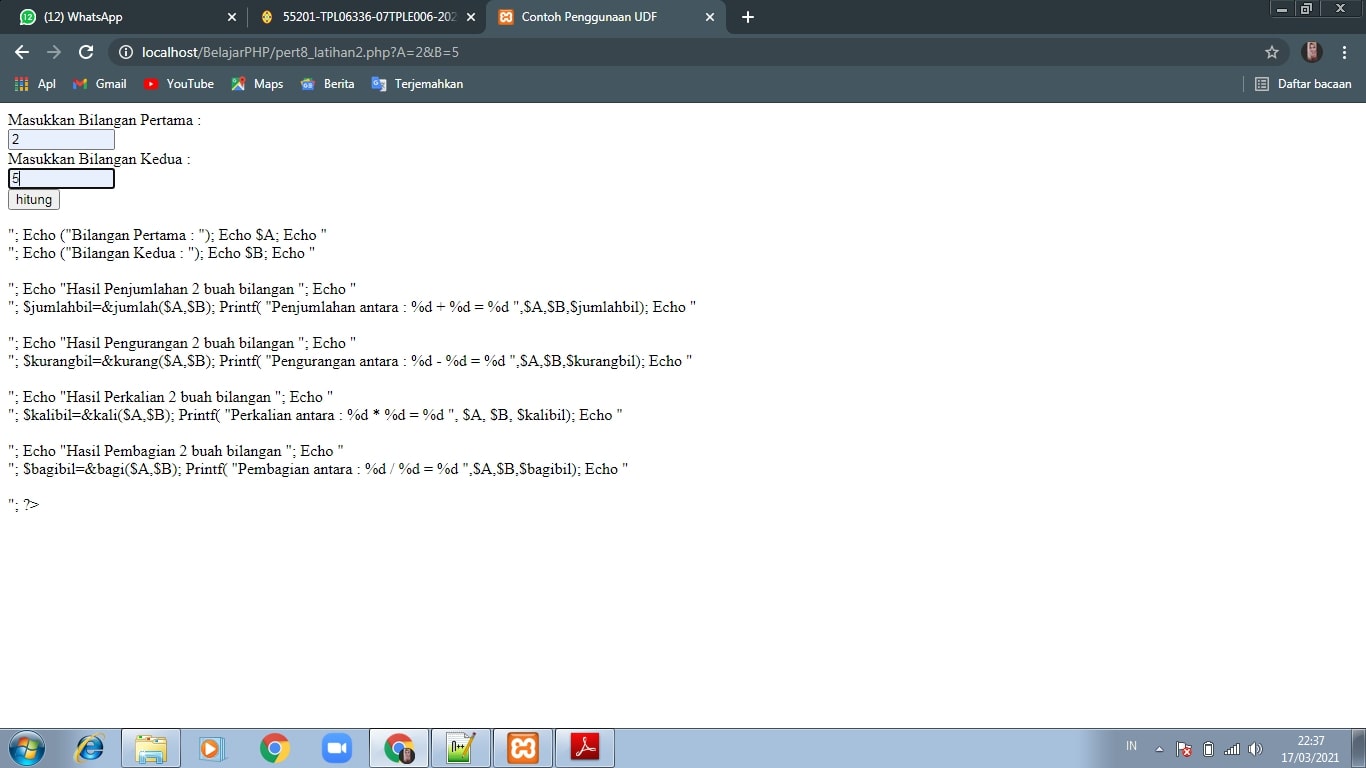 (12) WhatsApp
55201-TPL06336-07TPLE006-202
Contoh Penggunaan UDF
localhost/BelajarPHP/pert8_latihan2.php?A=2&B=5
Apl Gmail YouTube Maps Berita Terjemahkan Daftar bacaan
Masukkan Bilangan Pertama :
2
Masukkan Bilangan Kedua :
5
hitung
"; Echo ("Bilangan Pertama : "); Echo $A; Echo "
"; Echo ("Bilangan Kedua : "); Echo $B; Echo "
"; Echo "Hasil Penjumlahan 2 buah bilangan "; Echo "
"; $jumlahbil=&jumlah($A,$B); Printf( "Penjumlahan antara : %d + %d = %d ",$A,$B,$jumlahbil); Echo "
"; Echo "Hasil Pengurangan 2 buah bilangan "; Echo "
"; $kurangbil=&kurang($A,$B); Printf( "Pengurangan antara : %d - %d = %d ",$A,$B,$kurangbil); Echo "
"; Echo "Hasil Perkalian 2 buah bilangan "; Echo "
"; $kalibil=&kali($A,$B); Printf( "Perkalian antara : %d * %d = %d ", $A, $B, $kalibil); Echo "
"; Echo "Hasil Pembagian 2 buah bilangan "; Echo "
"; $bagibil=&bagi($A,$B); Printf( "Pembagian antara : %d / %d = %d ",$A,$B,$bagibil); Echo "
"; ?>
IN
22:37
17/03/2021